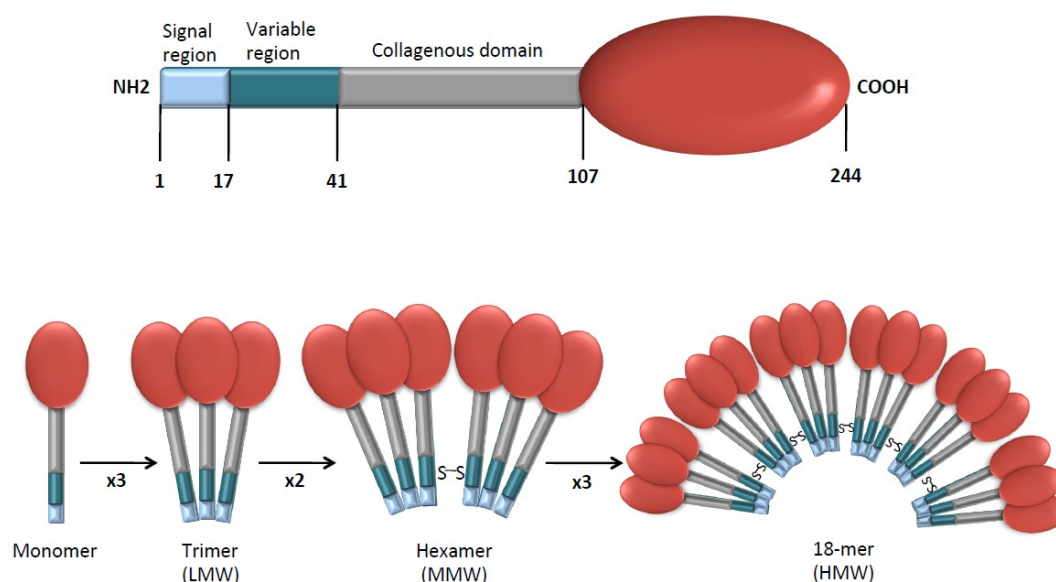 Signal
region
Variable
region
Collagenous domain
NH2
COOH
1
17
41
107
244
x3
x2
S-S
x3
S-S
S-S
S-S
S-S
S-S
Monomer
Trimer
(LMW)
Hexamer
(MMW)
18-mer
(HMW)